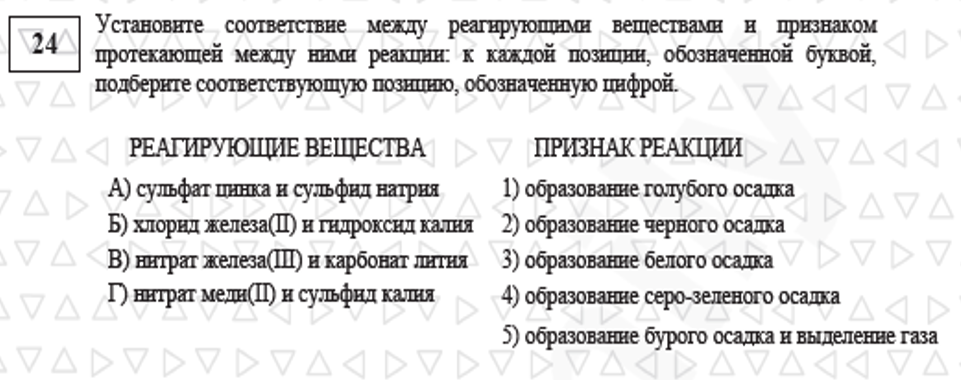 24
Установите соответствие между реагирующими веществами и признаком
протекающей между ними реакции: к каждой позиции, обозначенной буквой,
подберите соответствующую позицию, обозначенную цифрой.
РЕАГИРУЮЩИЕ ВЕЩЕСТВА
А) сульфат цинка и сульфид натрия
Б) хлорид железа(II) и гидроксид калия
В) нитрат железа(III) и карбонат лития
Г) нитрат меди(II) и сульфид калия
ПРИЗНАК РЕАКЦИИ
1) образование голубого осадка
2) образование черного осадка
3) образование белого осадка
4) образование серо-зеленого осадка
5) образование бурого осадка и выделение газа